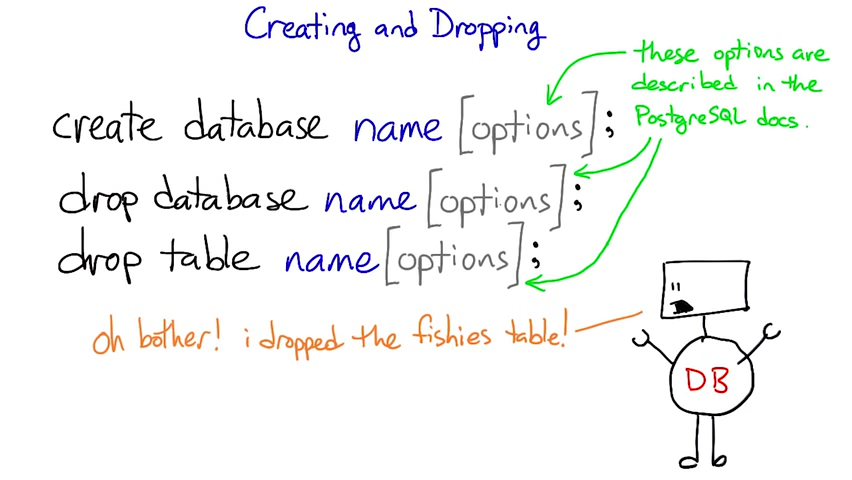 Creating and Dropping
these options are
described in the
PostgreSQL docs.
create database name [options];
drop database name [options];
drop table name [options];
oh bother! i dropped the fishies table!
DB